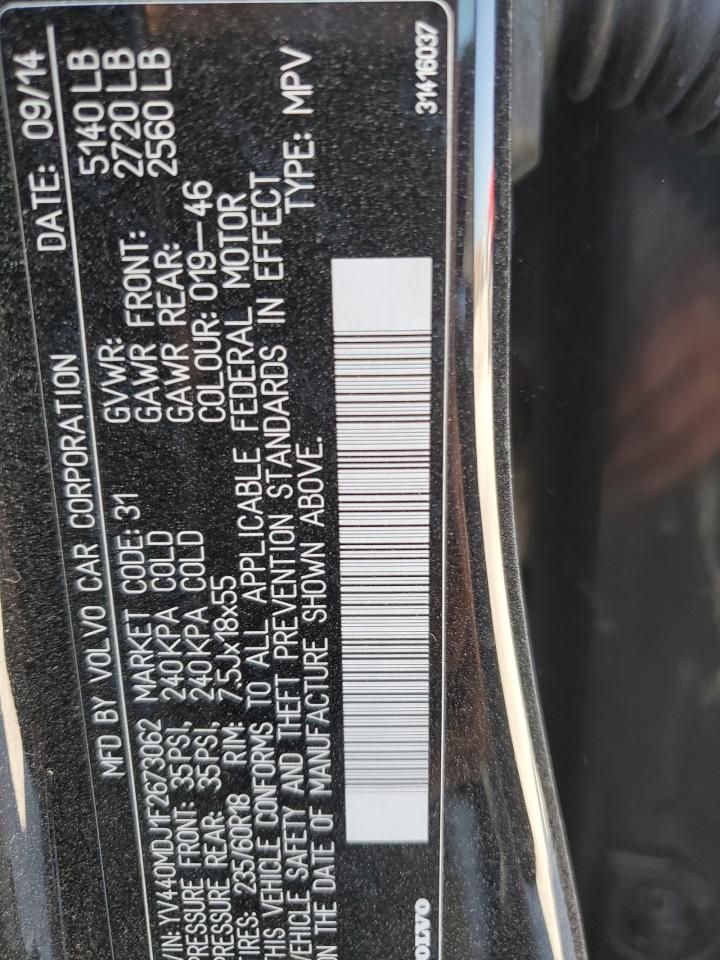 MFD BY VOLVO CAR CORPORATION DATE: 09/14
VIN: YV440MDJ1F2673062 MARKET CODE: 31 GVWR: 5140 LB
PRESSURE FRONT: 35PSI, 240KPA COLD GAWR FRONT: 2720 LB
PRESSURE REAR: 35PSI, 240KPA COLD GAWR REAR: 2560 LB
TIRES: 235/60R18 RIM: 7.5Jx18x55 COLOUR: 019–46
THIS VEHICLE CONFORMS TO ALL APPLICABLE FEDERAL MOTOR
VEHICLE SAFETY AND THEFT PREVENTION STANDARDS IN EFFECT
ON THE DATE OF MANUFACTURE SHOWN ABOVE. TYPE: MPV
VOLVO 31416037